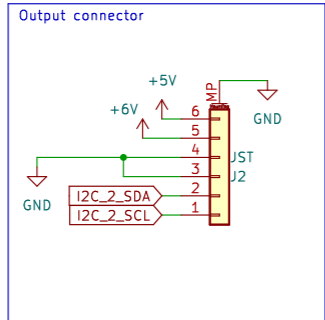 Output connector
+5V
MP
+6V
GND
6
5
4
JST
3
J2
GND
I2C_2_SDA
2
I2C_2_SCL
1